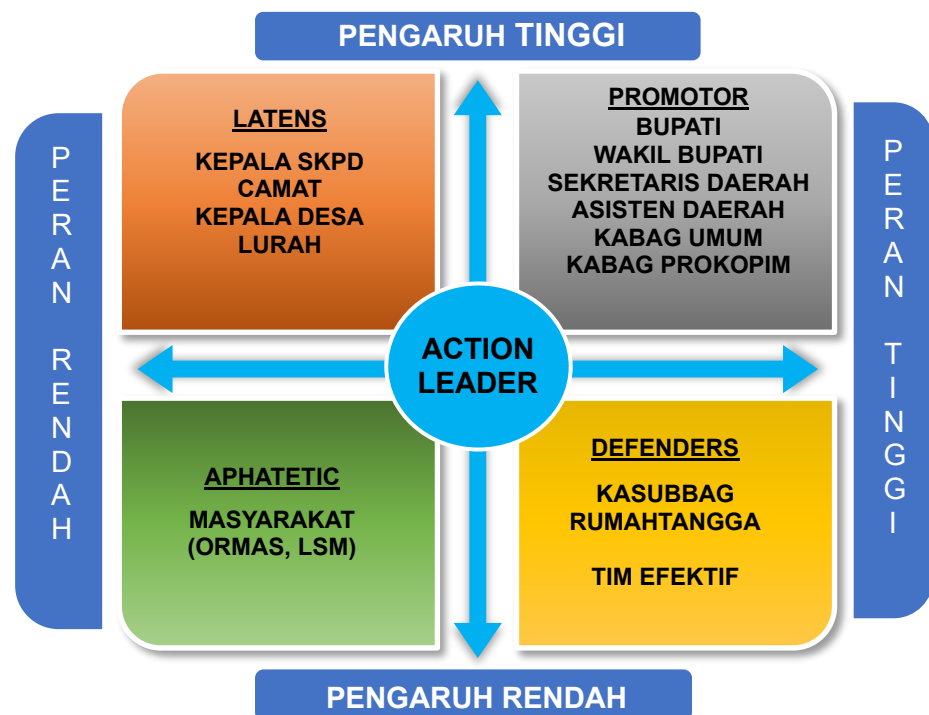 PENGARUH TINGGI
PERAN RENDAH
LATENS
KEPALA SKPD
CAMAT
KEPALA DESA
LURAH
PROMOTOR
BUPATI
WAKIL BUPATI
SEKRETARIS DAERAH
ASISTEN DAERAH
KABAG UMUM
KABAG PROKOPIM
PERAN TINGGI
ACTION
LEADER
APHATETIC
MASYARAKAT
(ORMAS, LSM)
DEFENDERS
KASUBBAG
RUMAHTANGGA
TIM EFEKTIF
PENGARUH RENDAH